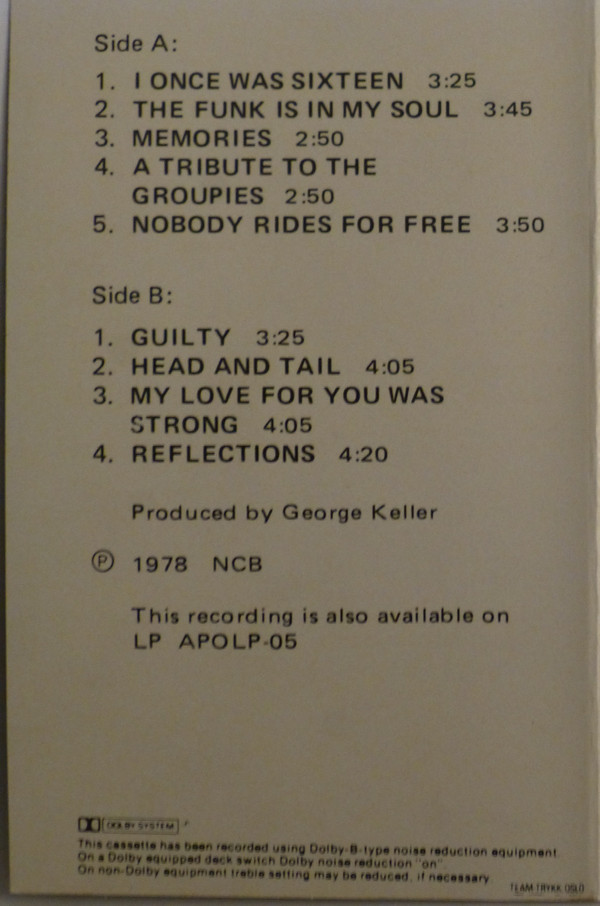 Side A:
1. I ONCE WAS SIXTEEN 3:25
2. THE FUNK IS IN MY SOUL 3:45
3. MEMORIES 2:50
4. A TRIBUTE TO THE
GROUPIES 2:50
5. NOBODY RIDES FOR FREE 3:50
Side B:
1. GUILTY 3:25
2. HEAD AND TAIL 4:05
3. MY LOVE FOR YOU WAS
STRONG 4:05
4. REFLECTIONS 4:20
Produced by George Keller
Ⓟ 1978 NCB
This recording is also available on
LP APOLP-05
DOLBY SYSTEM
This cassette has been recorded using Dolby-B-type noise reduction equipment
On a Dolby equipped deck switch Dolby noise reduction "on".
On non-Dolby equipment treble setting may be reduced, if necessary
TEAM TRYKK OSLO